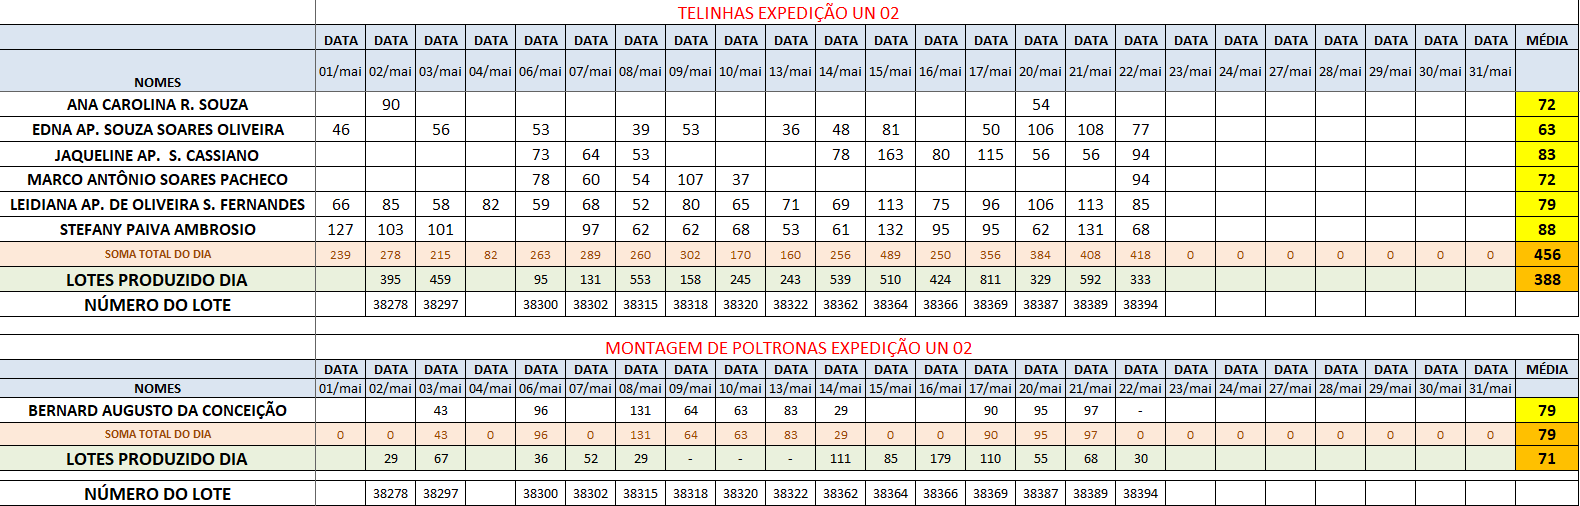 TELINHAS EXPEDIÇÃO UN 02
DATA DATA DATA DATA DATA DATA DATA DATA DATA DATA DATA DATA DATA DATA DATA DATA DATA DATA DATA DATA DATA DATA DATA DATA MÉDIA
NOMES 01/mai 02/mai 03/mai 04/mai 06/mai 07/mai 08/mai 09/mai 10/mai 13/mai 14/mai 15/mai 16/mai 17/mai 20/mai 21/mai 22/mai 23/mai 24/mai 27/mai 28/mai 29/mai 30/mai 31/mai
ANA CAROLINA R. SOUZA 90 54 72
EDNA AP. SOUZA SOARES OLIVEIRA 46 56 53 39 53 36 48 81 50 106 108 77 63
JAQUELINE AP. S. CASSIANO 73 64 53 78 163 80 115 56 56 94 83
MARCO ANTÔNIO SOARES PACHECO 78 60 54 107 37 94 72
LEIDIANA AP. DE OLIVEIRA S. FERNANDES 66 85 58 82 59 68 52 80 65 71 69 113 75 96 106 113 85 79
STEFANY PAIVA AMBROSIO 127 103 101 97 62 62 68 53 61 132 95 95 62 131 68 88
SOMA TOTAL DO DIA 239 278 215 82 263 289 260 302 170 160 256 489 250 356 384 408 418 0 0 0 0 0 0 0 456
LOTES PRODUZIDO DIA 395 459 95 131 553 158 245 243 539 510 424 811 329 592 333 388
NÚMERO DO LOTE 38278 38297 38300 38302 38315 38318 38320 38322 38362 38364 38366 38369 38387 38389 38394
MONTAGEM DE POLTRONAS EXPEDIÇÃO UN 02
DATA DATA DATA DATA DATA DATA DATA DATA DATA DATA DATA DATA DATA DATA DATA DATA DATA DATA DATA DATA DATA DATA DATA DATA MÉDIA
NOMES 01/mai 02/mai 03/mai 04/mai 06/mai 07/mai 08/mai 09/mai 10/mai 13/mai 14/mai 15/mai 16/mai 17/mai 20/mai 21/mai 22/mai 23/mai 24/mai 27/mai 28/mai 29/mai 30/mai 31/mai
BERNARD AUGUSTO DA CONCEIÇÃO 43 96 131 64 63 83 29 90 95 97 - 79
SOMA TOTAL DO DIA 0 0 43 0 96 0 131 64 63 83 29 0 0 90 95 97 0 0 0 0 0 0 0 0 79
LOTES PRODUZIDO DIA 29 67 36 52 29 - - - 111 85 179 110 55 68 30 71
NÚMERO DO LOTE 38278 38297 38300 38302 38315 38318 38320 38322 38362 38364 38366 38369 38387 38389 38394